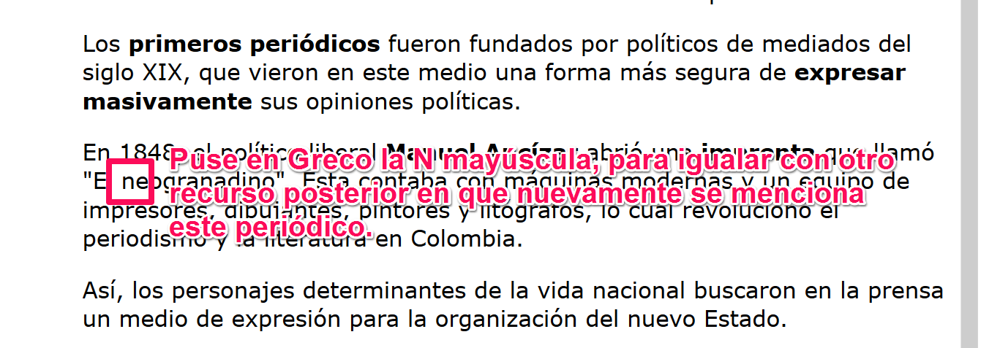 Los primeros periódicos fueron fundados por políticos de mediados del
siglo XIX, que vieron en este medio una forma más segura de expresar
masivamente sus opiniones políticas.
En 1848, el político liberal Manuel Ancízar abrió una imprenta que llamó
"El neogranadino". Esta contaba con máquinas modernas y un equipo de
impresores, dibujantes, pintores y litógrafos, lo cual revolucionó el
periodismo y la literatura en Colombia.
Puse en Greco la N mayúscula, para igualar con otro
recurso posterior en que nuevamente se menciona
este periódico.
Así, los personajes determinantes de la vida nacional buscaron en la prensa
un medio de expresión para la organización del nuevo Estado.